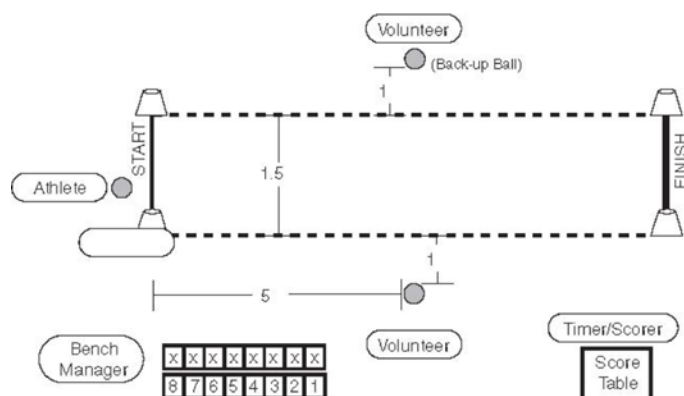 Volunteer
(Back-up Ball)
1
START
1.5
FINISH
Athlete
1
5
Volunteer
Timer/Scorer
Bench
Manager
x x x x x x x x
8 7 6 5 4 3 2 1
Score
Table